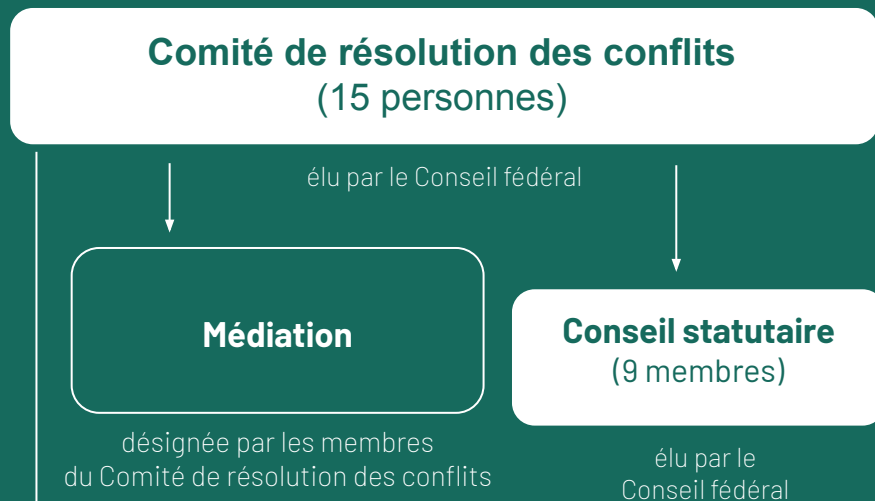 Comité de résolution des conflits
(15 personnes)
élu par le Conseil fédéral
Médiation
désignée par les membres
du Comité de résolution des conflits
Conseil statutaire
(9 membres)
élu par le
Conseil fédéral